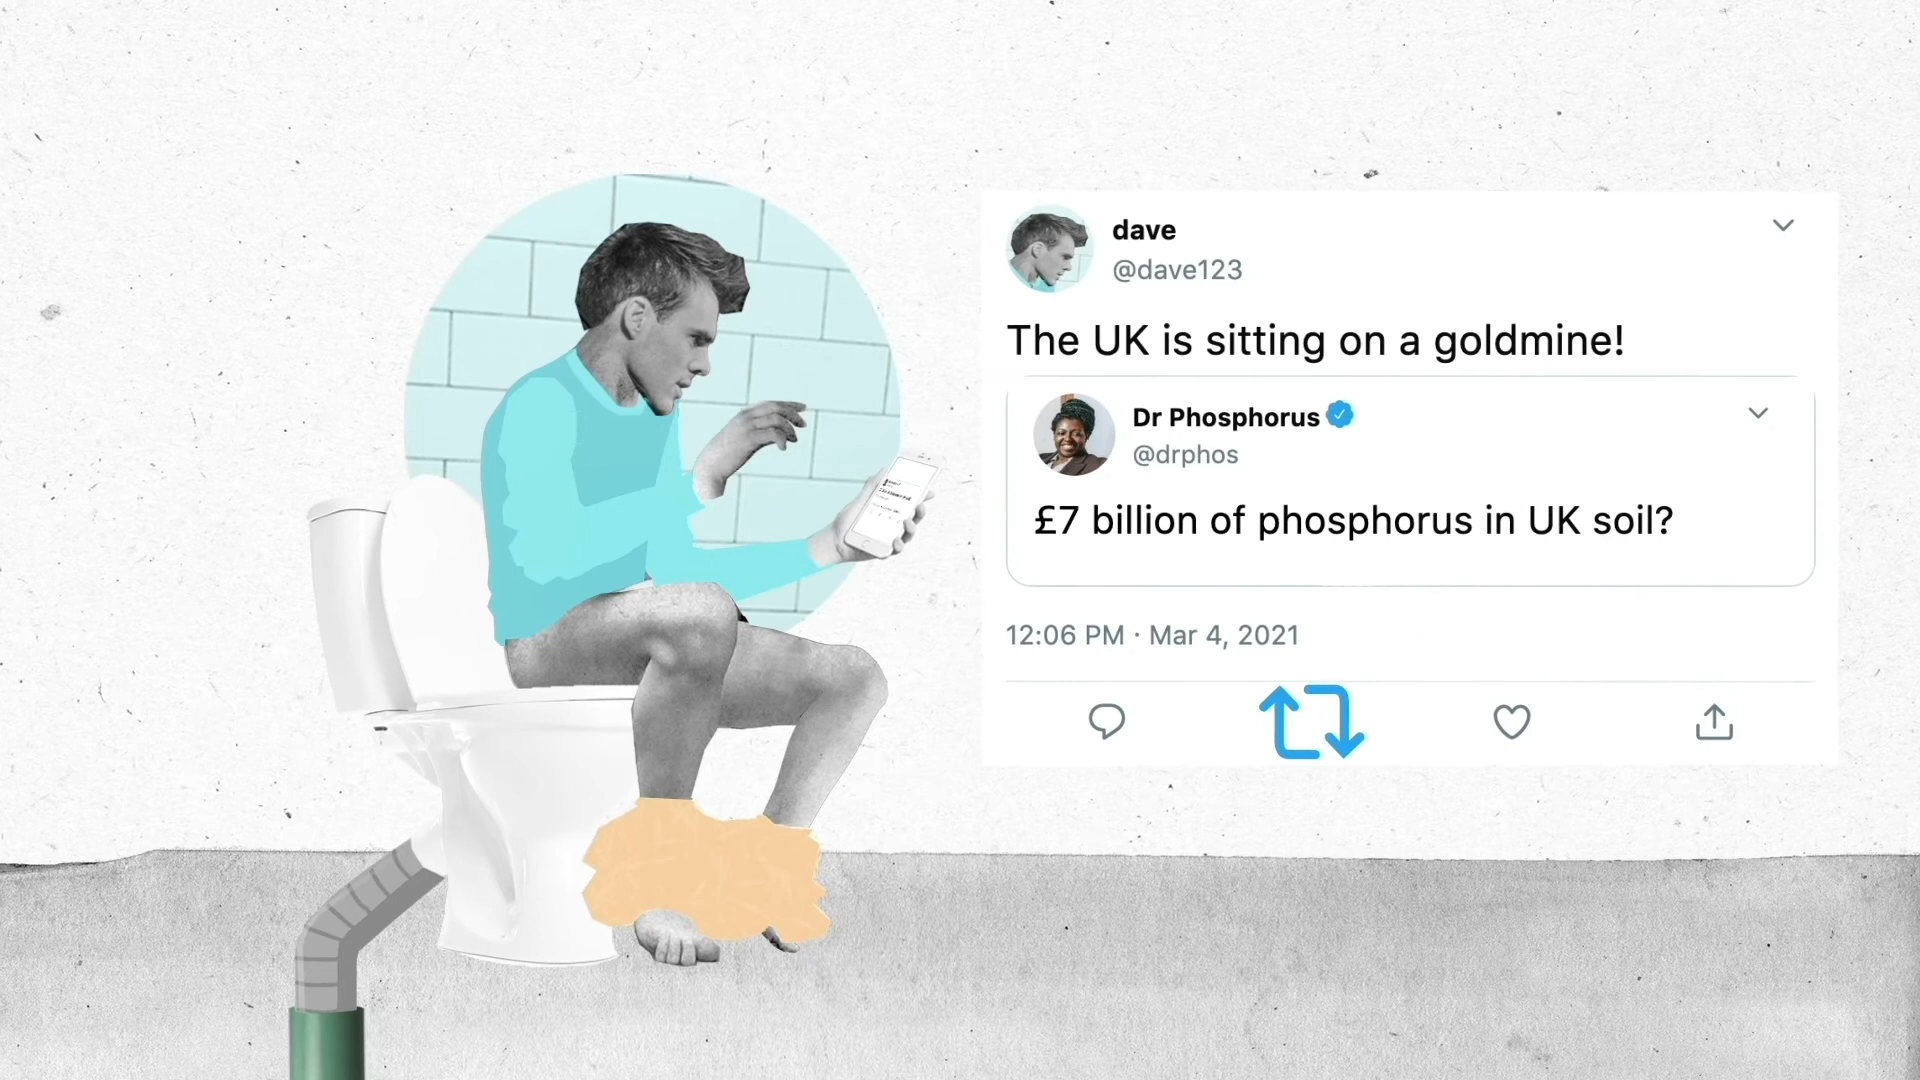 dave
@dave123
The UK is sitting on a goldmine!
Dr Phosphorus
@drphos
£7 billion of phosphorus in UK soil?
12:06 PM · Mar 4, 2021